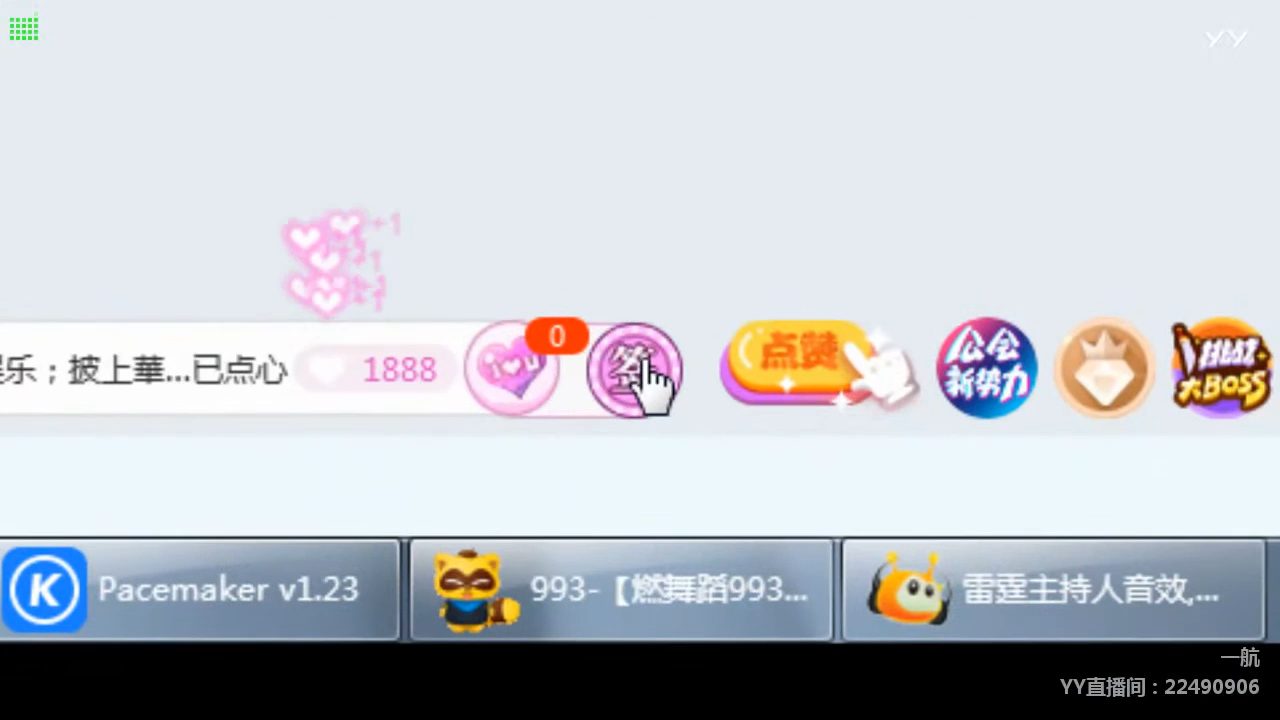 YY
+1
+1
乐；披上華...已点心
1888
i♥u
0
签
点赞
公会
新势力
挑战
大BOSS
K
Pacemaker v1.23
993-【燃舞蹈993...
雷霆主持人音效,...
一航
YY直播间：22490906